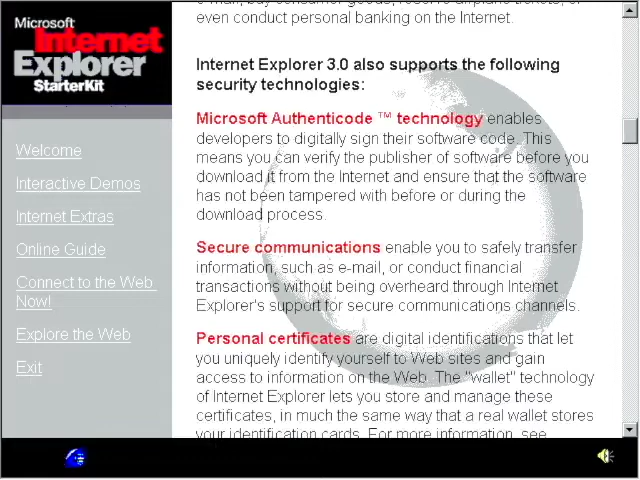 Microsoft
Internet
Explorer
StarterKit
Welcome
Interactive Demos
Internet Extras
Online Guide
Connect to the Web
Now!
Explore the Web
Exit
even conduct personal banking on the Internet.
Internet Explorer 3.0 also supports the following
security technologies:
Microsoft Authenticode ™ technology enables
developers to digitally sign their software code. This
means you can verify the publisher of software before you
download it from the Internet and ensure that the software
has not been tampered with before or during the
download process.
Secure communications enable you to safely transfer
information, such as e-mail, or conduct financial
transactions without being overheard through Internet
Explorer's support for secure communications channels.
Personal certificates are digital identifications that let
you uniquely identify yourself to Web sites and gain
access to information on the Web. The "wallet" technology
of Internet Explorer lets you store and manage these
certificates, in much the same way that a real wallet stores
your identification cards. For more information, see